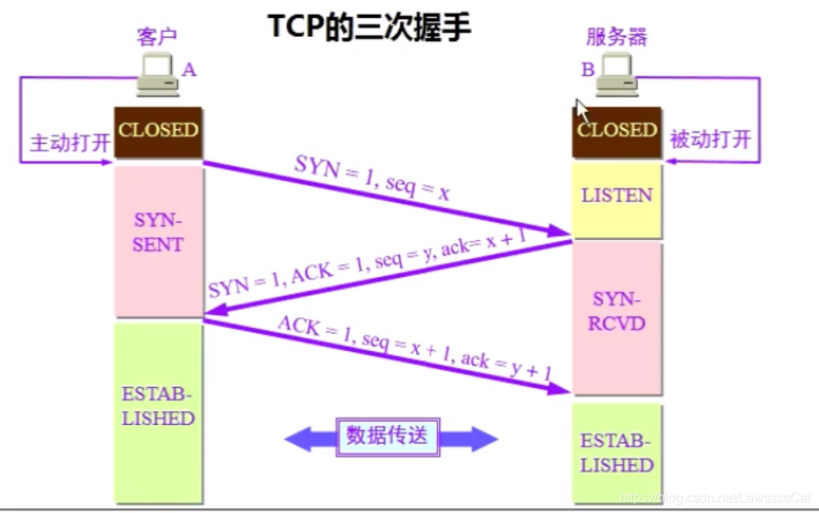 TCP的三次握手
客户
服务器
A
B
CLOSED
CLOSED
主动打开
被动打开
SYN = 1, seq = x
LISTEN
SYN-
SENT
SYN = 1, ACK = 1, seq = y, ack= x + 1
SYN-
RCVD
ACK = 1, seq = x + 1, ack = y + 1
ESTAB-
LISHED
数据传送
ESTAB-
LISHED
https://blog.csdn.net/LawssssCat